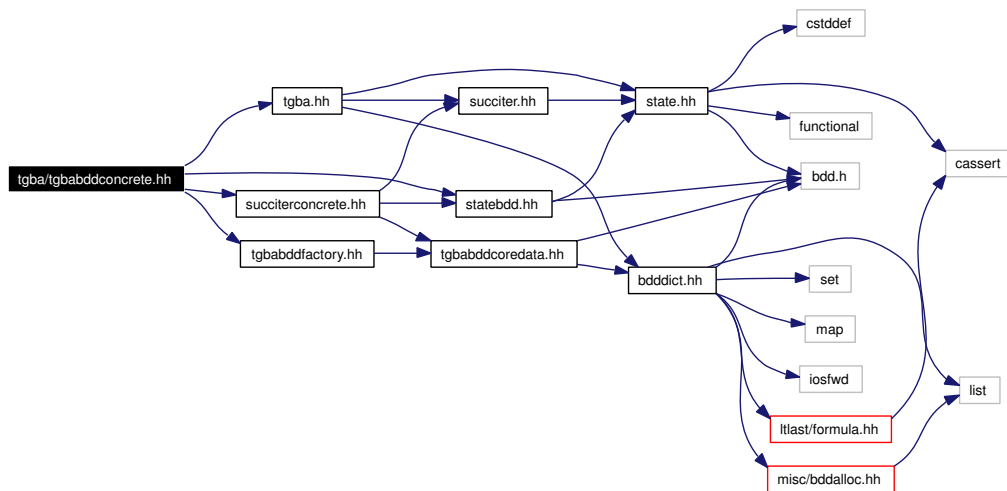 cstddef
tgba.hh
succiter.hh
state.hh
functional
cassert
tgba/tgbabddconcrete.hh
bdd.h
succiterconcrete.hh
statebdd.hh
tgbabddfactory.hh
tgbabddcoredata.hh
bdddict.hh
set
map
iosfwd
list
ltlast/formula.hh
misc/bddalloc.hh